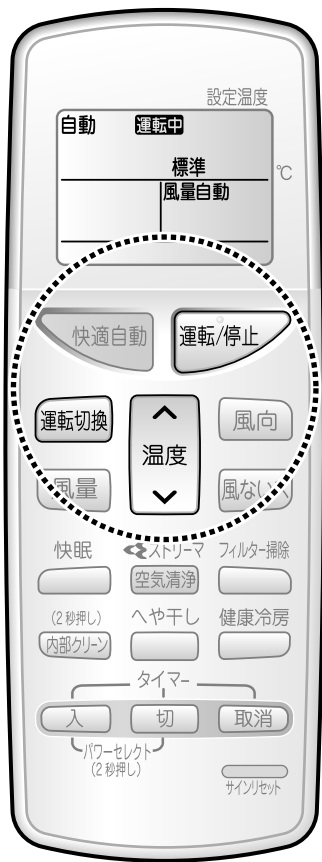 設定温度
自動 運転中
標準
℃
風量自動
快適自動 運転/停止
運転切換 温度 風向
風量 風ないス
快眠 ストリーマ フィルター掃除
空気清浄
(2秒押し) へや干し 健康冷房
内部クリーン
タイマー
入 切 取消
パワーセレクト
(2秒押し)
サインリセット